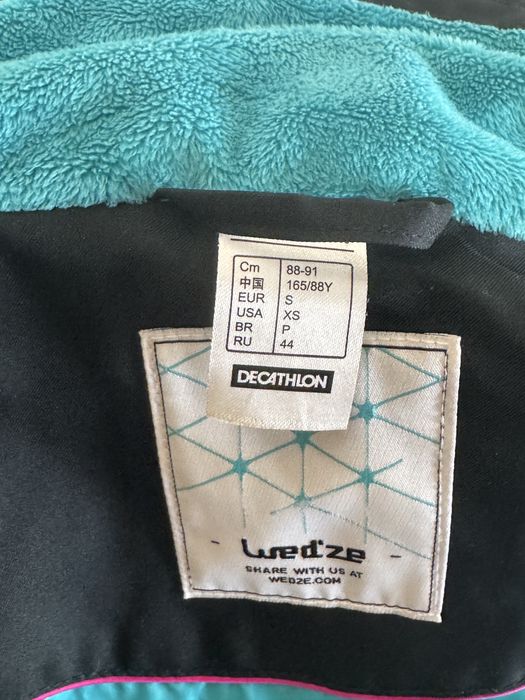 Cm 88-91
中国 165/88Y
EUR S
USA XS
BR P
RU 44
DECATHLON
- wed'ze -
SHARE WITH US AT
WEDZE.COM